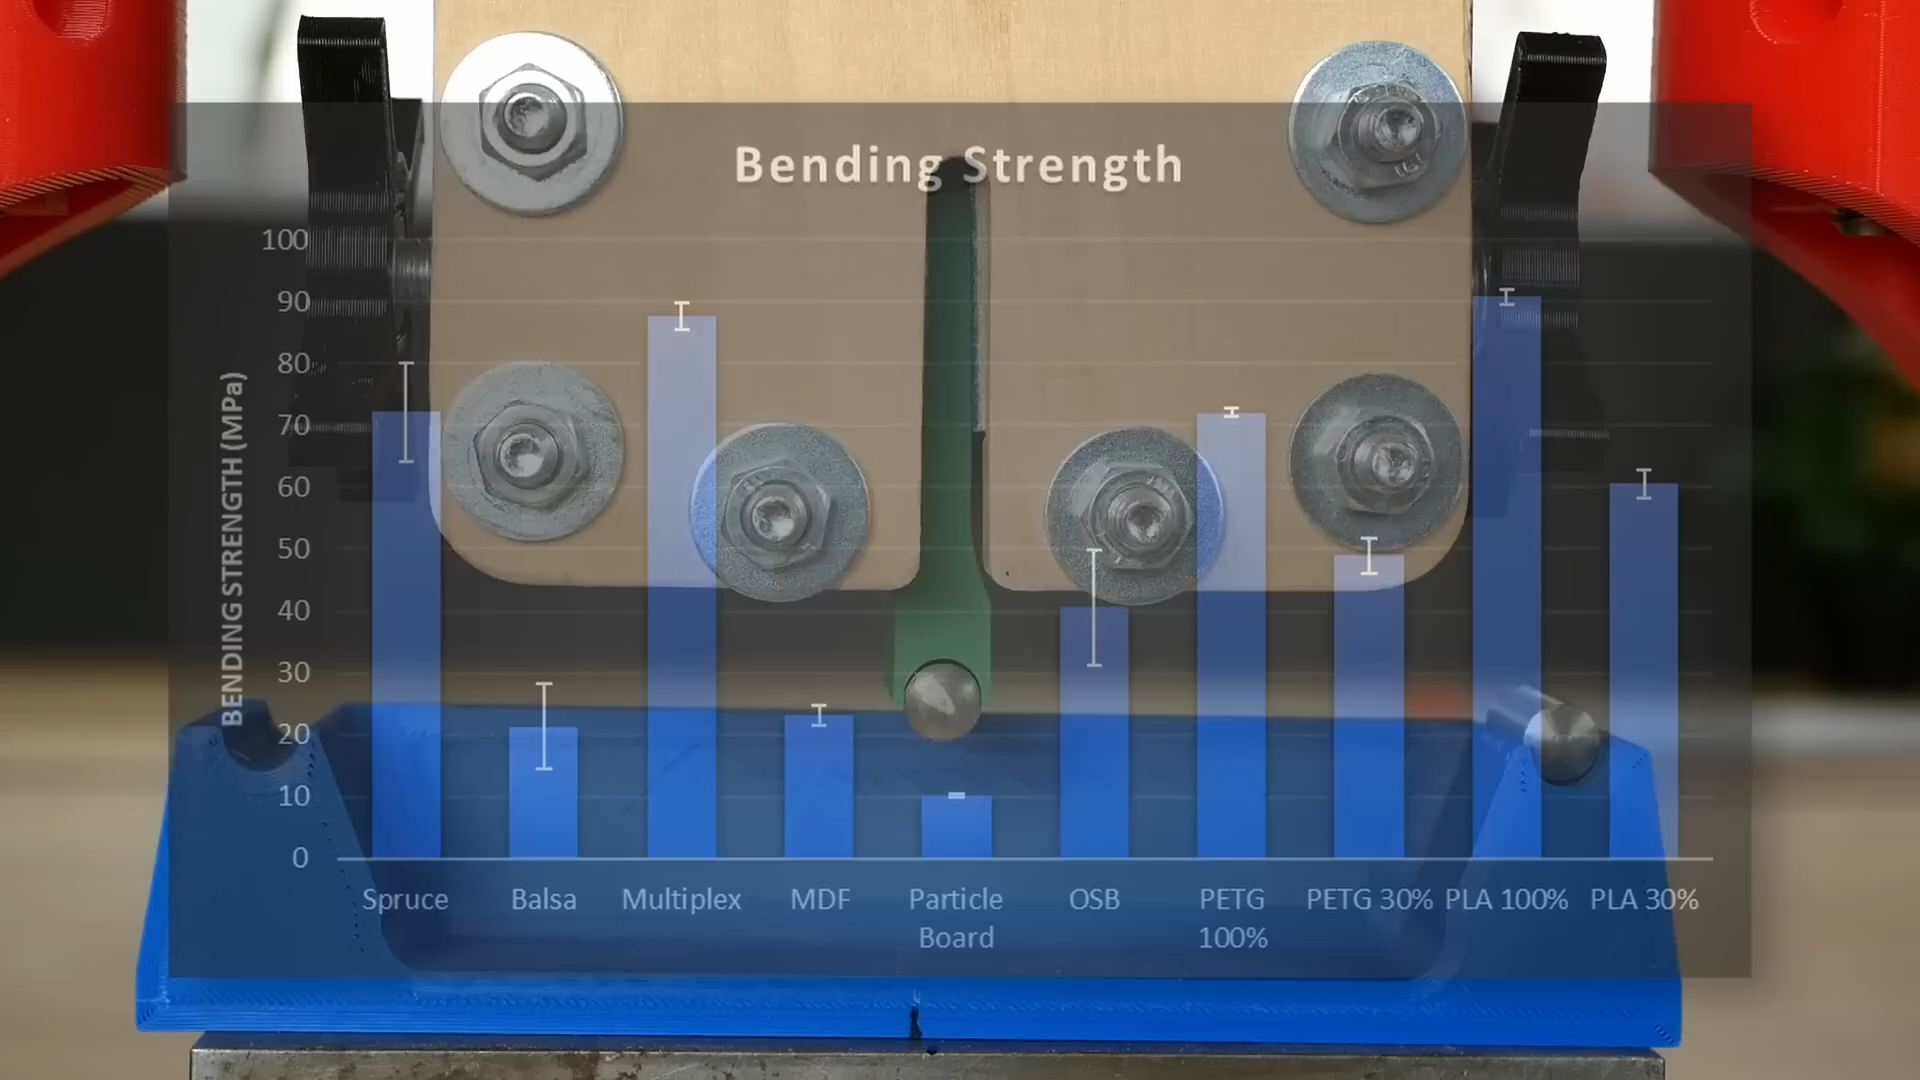 Bending Strength
BENDING STRENGTH (MPa)
100
90
80
70
60
50
40
30
20
10
0
Spruce
Balsa
Multiplex
MDF
Particle
Board
OSB
PETG
100%
PETG 30%
PLA 100%
PLA 30%